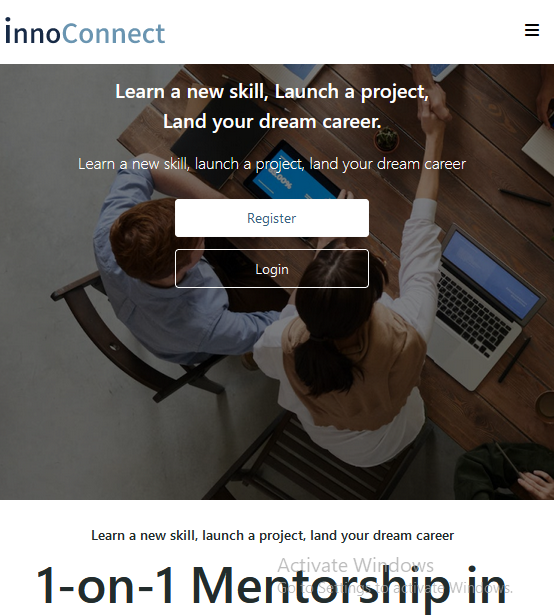 innoConnect
Learn a new skill, Launch a project,
Land your dream career.
Learn a new skill, launch a project, land your dream career
Register
Login
Learn a new skill, launch a project, land your dream career
1-on-1 Mentorship in
Activate Windows
Go to Settings to activate Windows.